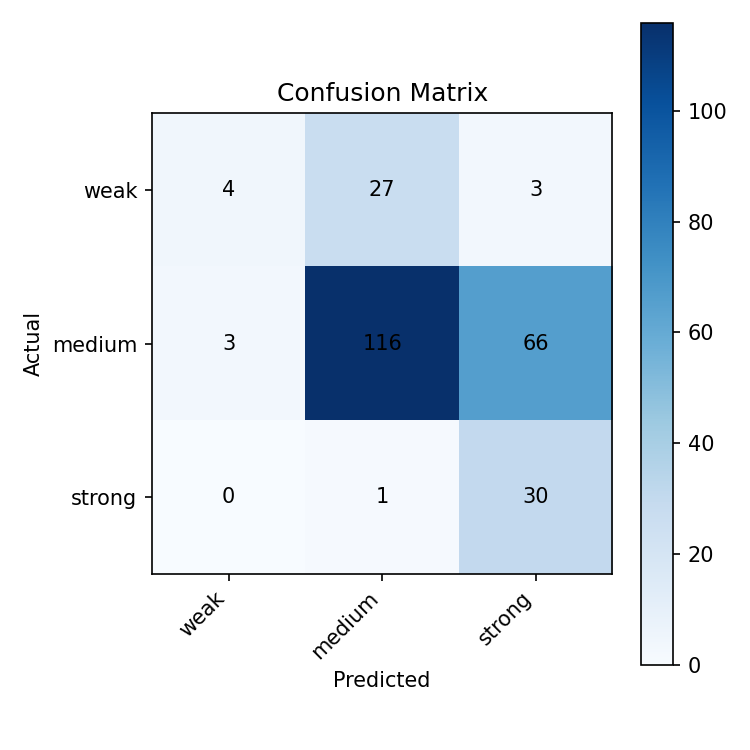 Confusion Matrix
Actual
weak 4 27 3
medium 3 116 66
strong 0 1 30
weak medium strong
Predicted
100
80
60
40
20
0